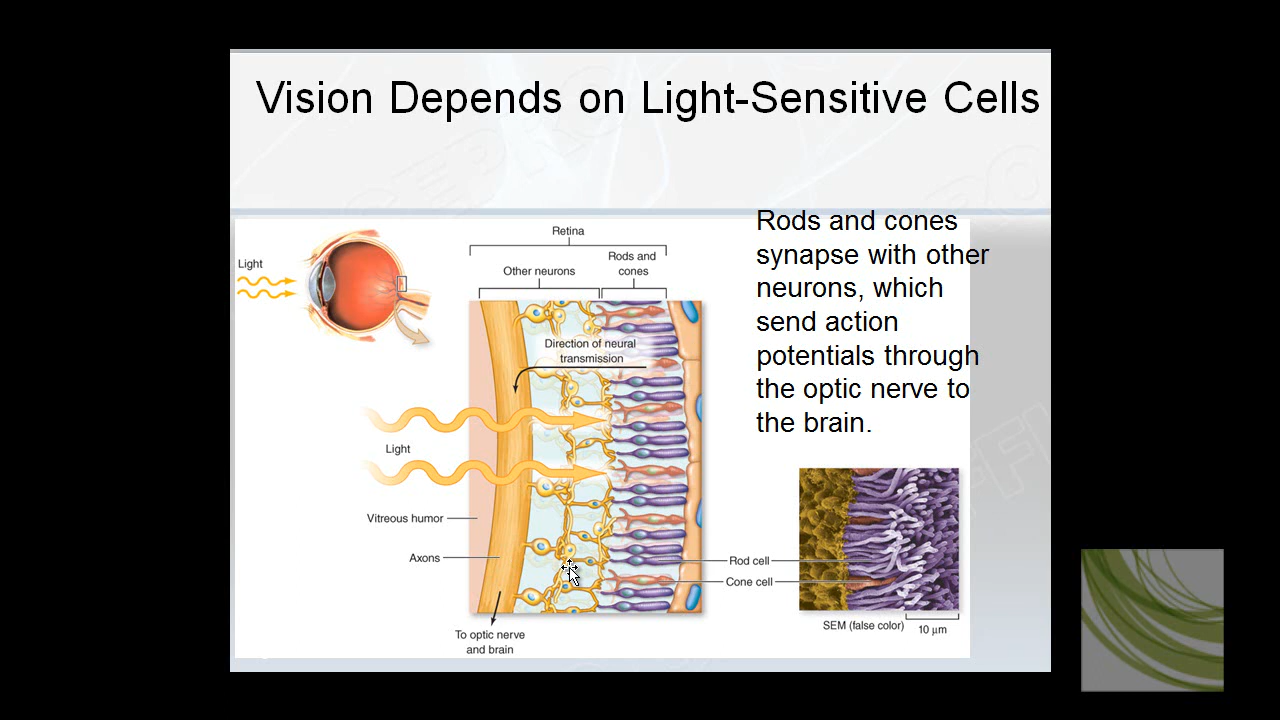 Vision Depends on Light-Sensitive Cells
Rods and cones
synapse with other
neurons, which
send action
potentials through
the optic nerve to
the brain.
Light
Retina
Other neurons
Rods and
cones
Direction of neural
transmission
Light
Vitreous humor
Axons
Rod cell
Cone cell
To optic nerve
and brain
SEM (false color)
10 µm